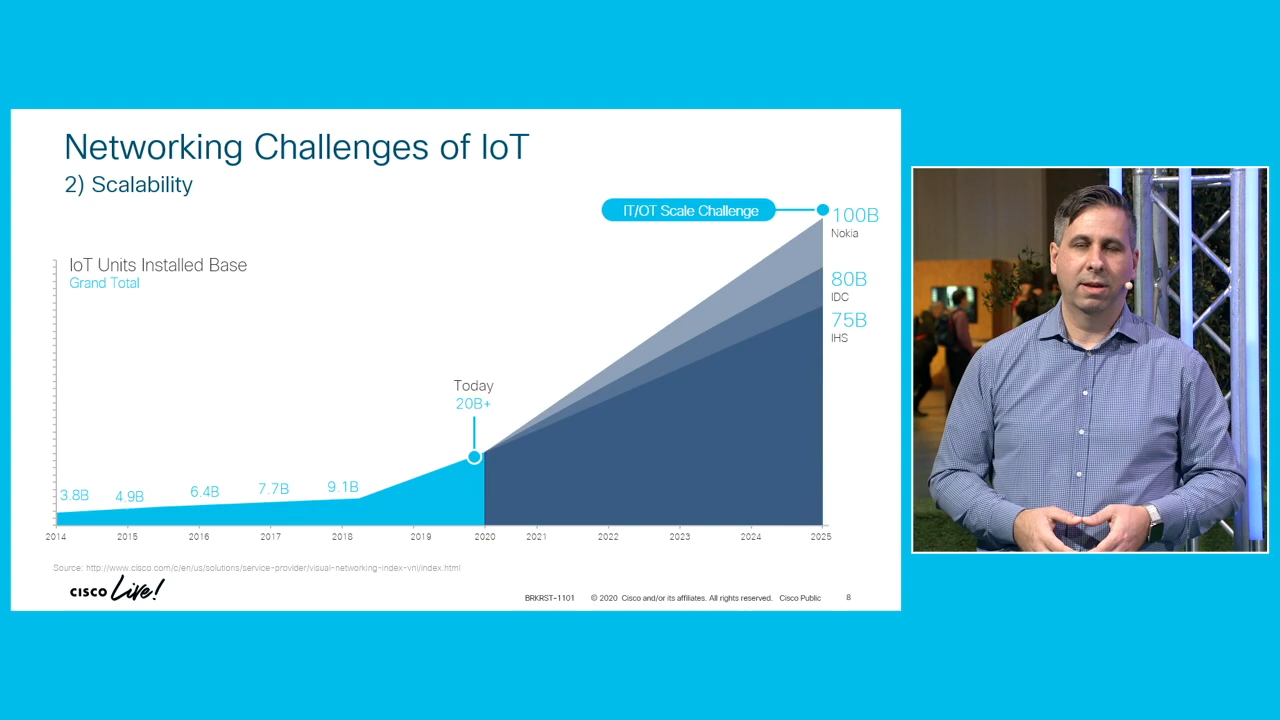 Networking Challenges of IoT
2) Scalability
IT/OT Scale Challenge
100B
Nokia
IoT Units Installed Base
Grand Total
80B
IDC
75B
IHS
Today
20B+
3.8B 4.9B 6.4B 7.7B 9.1B
2014 2015 2016 2017 2018 2019 2020 2021 2022 2023 2024 2025
Source: http://www.cisco.com/c/en/us/solutions/service-provider/visual-networking-index-vni/index.html
CISCO Live!
BRKRST-1101 © 2020 Cisco and/or its affiliates. All rights reserved. Cisco Public 8